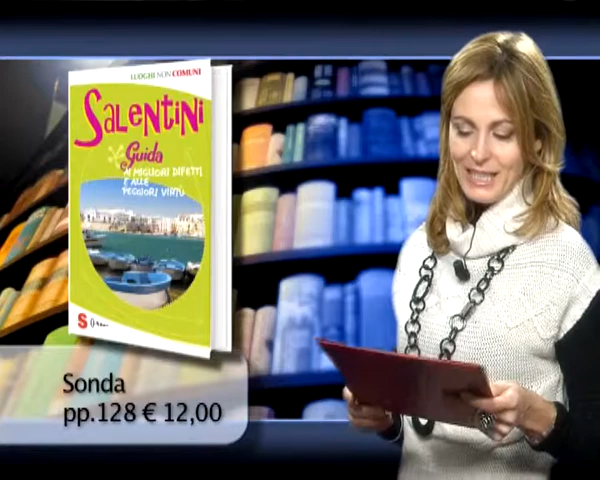 LUOGHI NON COMUNI
SALENTINI
Guida
AI MIGLIORI DIFETTI
E ALLE
PEGGIORI VIRTÙ
S
Sonda
pp.128 € 12,00